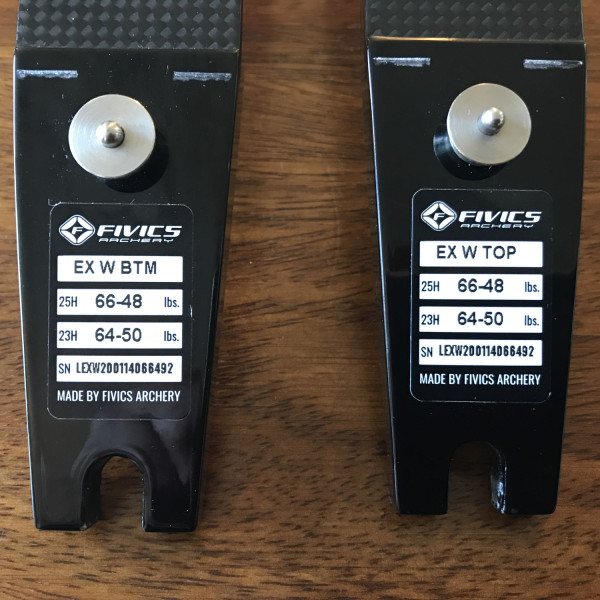 FIVICS
ARCHERY
EX W BTM
25H 66-48 lbs.
23H 64-50 lbs.
SN LEXW200114066492
MADE BY FIVICS ARCHERY
FIVICS
ARCHERY
EX W TOP
25H 66-48 lbs.
23H 64-50 lbs.
SN LEXW200114066492
MADE BY FIVICS ARCHERY